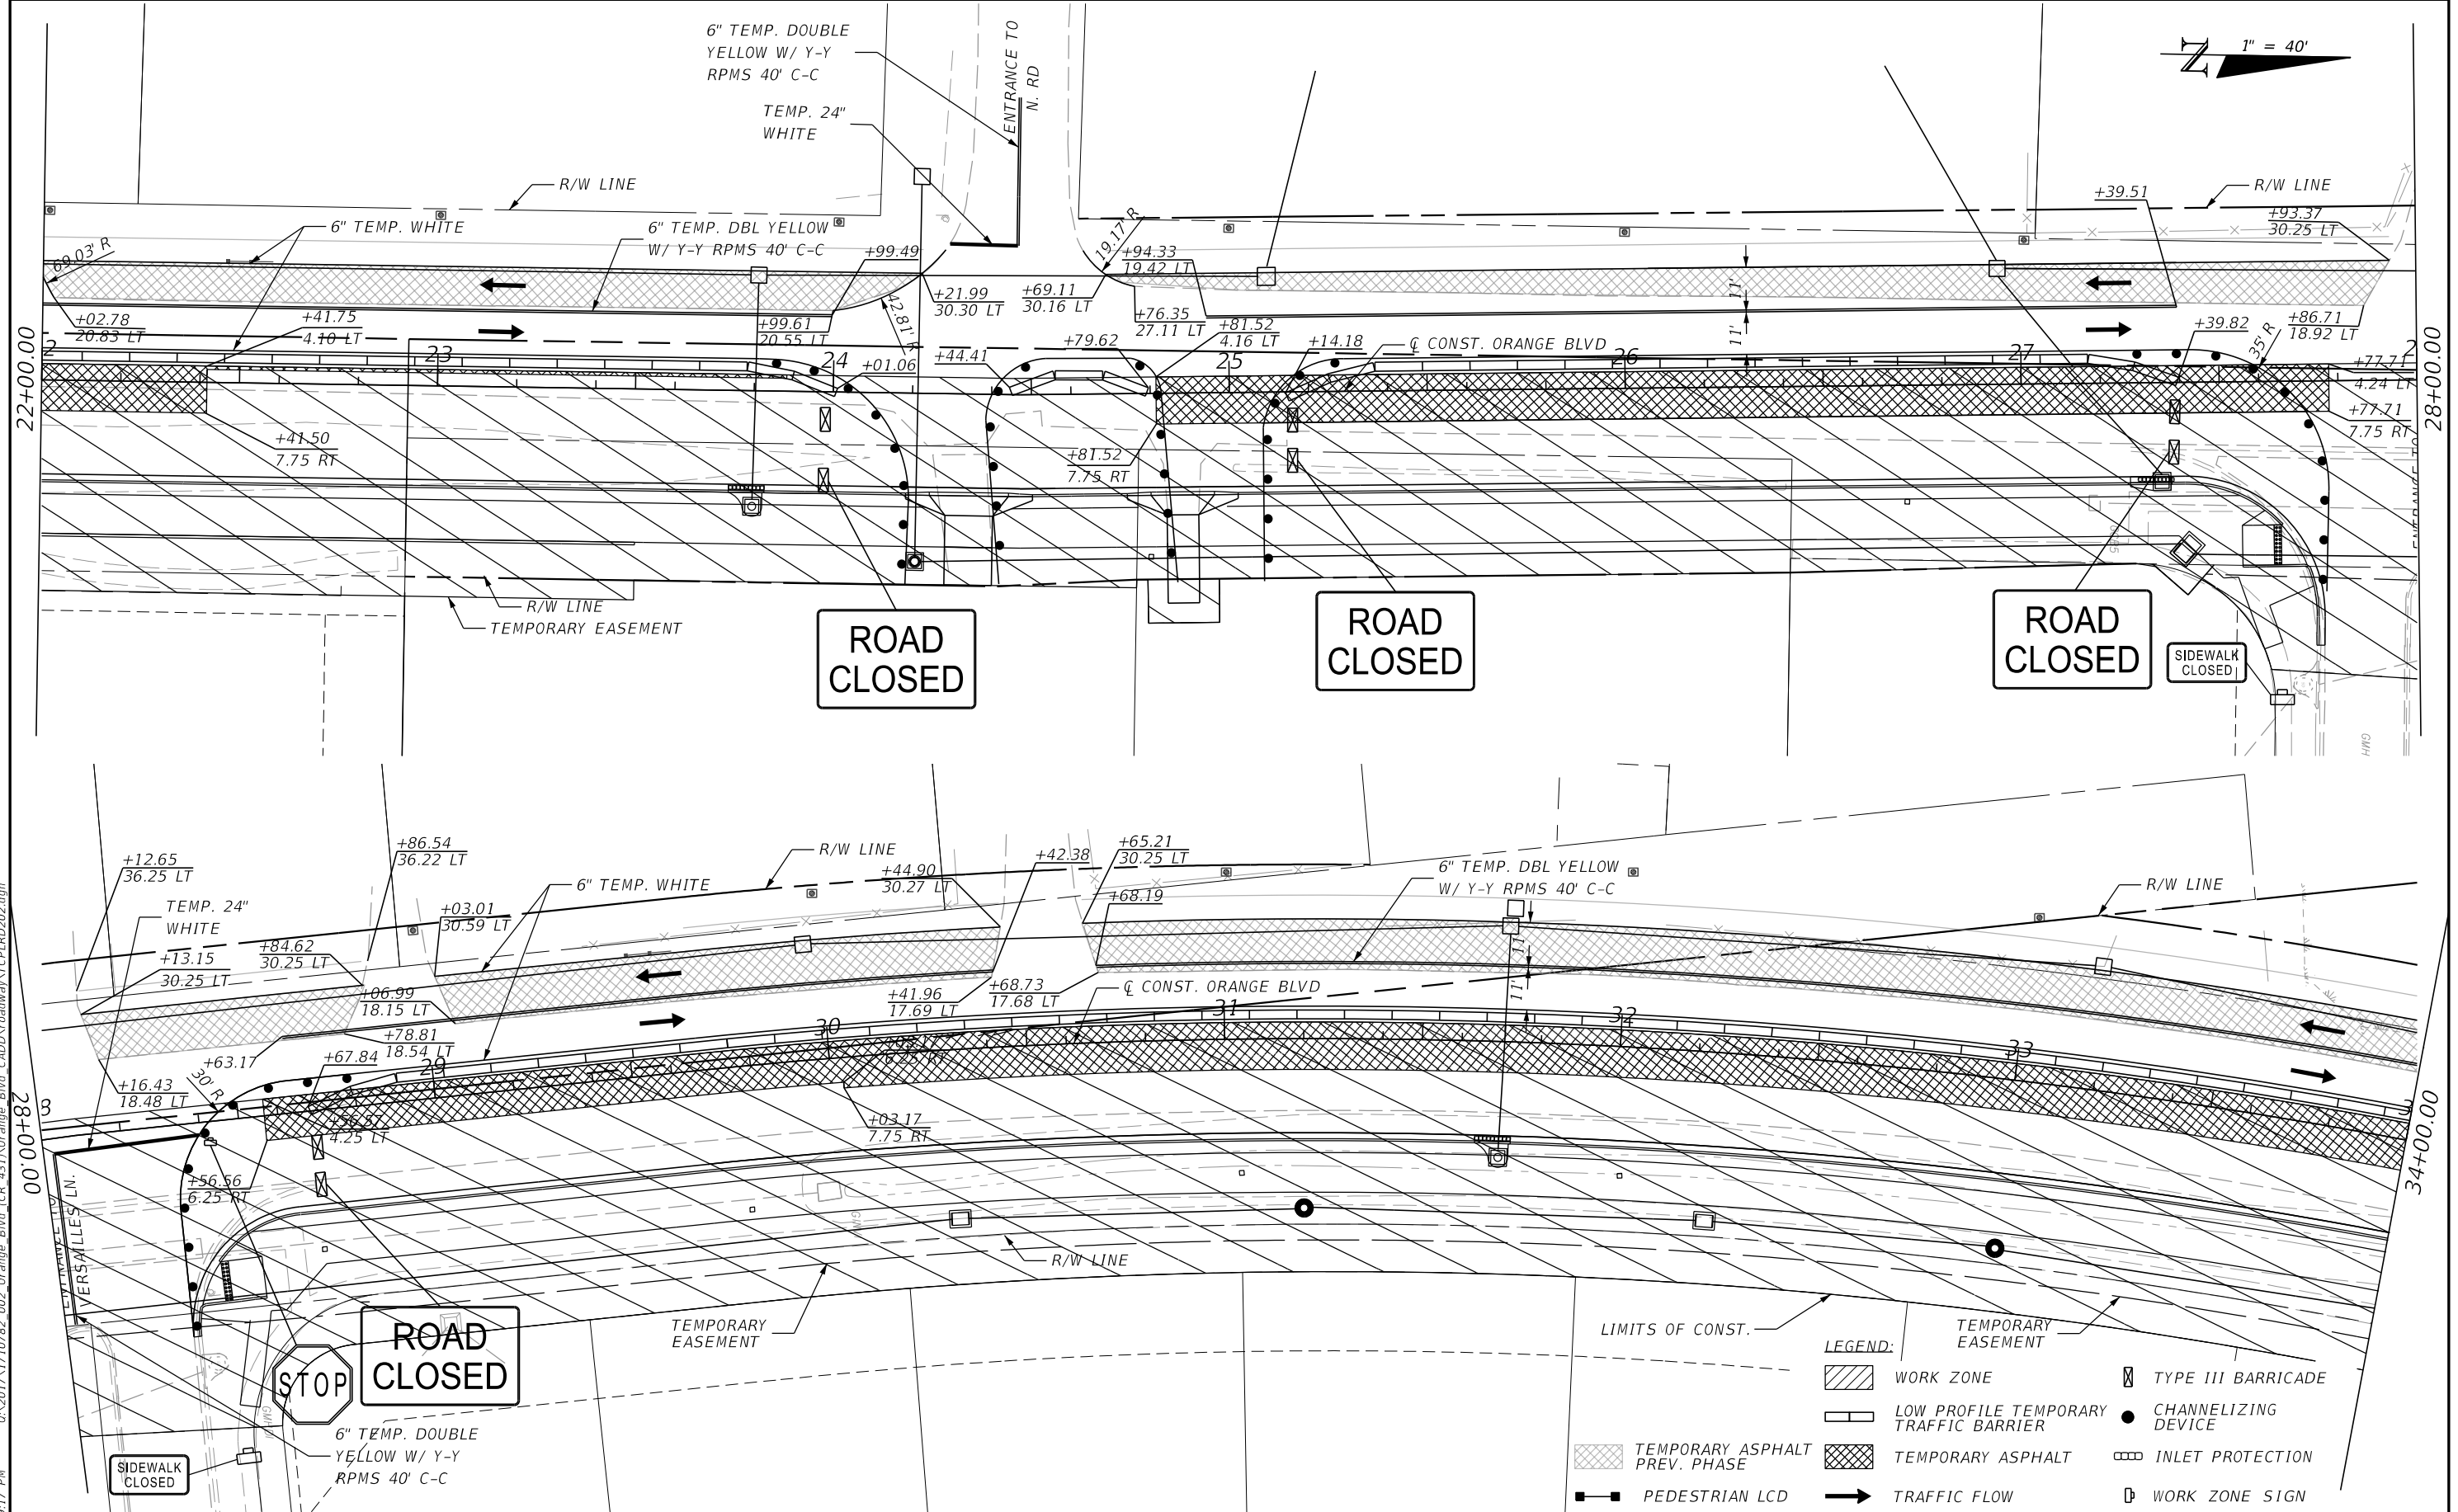 6" TEMP. DOUBLE
YELLOW W/ Y-Y
RPMS 40' C-C
TEMP. 24"
WHITE
ENTRANCE TO
N. RD
1" = 40'
R/W LINE
6" TEMP. WHITE
6" TEMP. DBL YELLOW
W/ Y-Y RPMS 40' C-C
69.03' R
+02.78
20.83 LT
+41.75
4.10 LT
+99.49
+99.61
20.55 LT
42.81' R
+21.99
30.30 LT
+69.11
30.16 LT
19.17' R
+94.33
19.42 LT
+76.35
27.11 LT
+81.52
4.16 LT
+14.18
℄ CONST. ORANGE BLVD
11'
11'
+39.51
R/W LINE
+93.37
30.25 LT
+86.71
18.92 LT
+39.82
35' R
+77.71
4.24 LT
+77.71
7.75 RT
22+00.00
23
24
25
26
27
28+00.00
+01.06
+44.41
+79.62
+41.50
7.75 RT
+81.52
7.75 RT
R/W LINE
TEMPORARY EASEMENT
ROAD
CLOSED
ROAD
CLOSED
ROAD
CLOSED
SIDEWALK
CLOSED
GMH
+12.65
36.25 LT
+86.54
36.22 LT
TEMP. 24"
WHITE
+13.15
30.25 LT
+84.62
30.25 LT
+03.01
30.59 LT
6" TEMP. WHITE
R/W LINE
+44.90
30.27 LT
+42.38
+65.21
30.25 LT
+68.19
6" TEMP. DBL YELLOW
W/ Y-Y RPMS 40' C-C
R/W LINE
+06.99
18.15 LT
+78.81
18.54 LT
+63.17
+67.84
+16.43
18.48 LT
30' R
+41.96
17.69 LT
+68.73
17.68 LT
℄ CONST. ORANGE BLVD
11'
11'
28+00.00
29
30
31
32
33
34+00.00
4.25 LT
+56.56
6.25 RT
+03.17
7.75 RT
VERSAILLES LN.
R/W LINE
TEMPORARY
EASEMENT
LIMITS OF CONST.
TEMPORARY
EASEMENT
STOP
ROAD
CLOSED
6" TEMP. DOUBLE
YELLOW W/ Y-Y
RPMS 40' C-C
SIDEWALK
CLOSED
LEGEND:
WORK ZONE
TYPE III BARRICADE
LOW PROFILE TEMPORARY
TRAFFIC BARRIER
CHANNELIZING
DEVICE
TEMPORARY ASPHALT
PREV. PHASE
TEMPORARY ASPHALT
INLET PROTECTION
PEDESTRIAN LCD
TRAFFIC FLOW
WORK ZONE SIGN